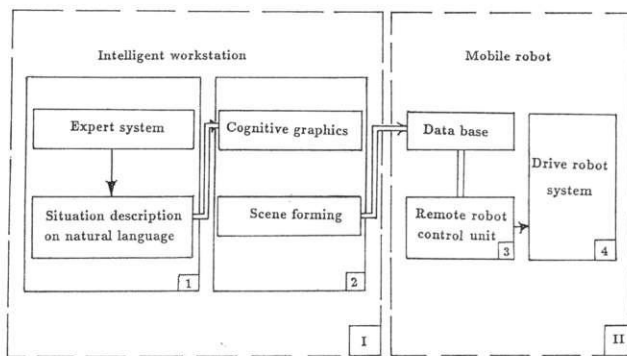 Intelligent workstation
Mobile robot
Expert system
Cognitive graphics
Data base
Drive robot
system
Situation description
on natural language
Scene forming
Remote robot
control unit
1
2
3
4
I
II